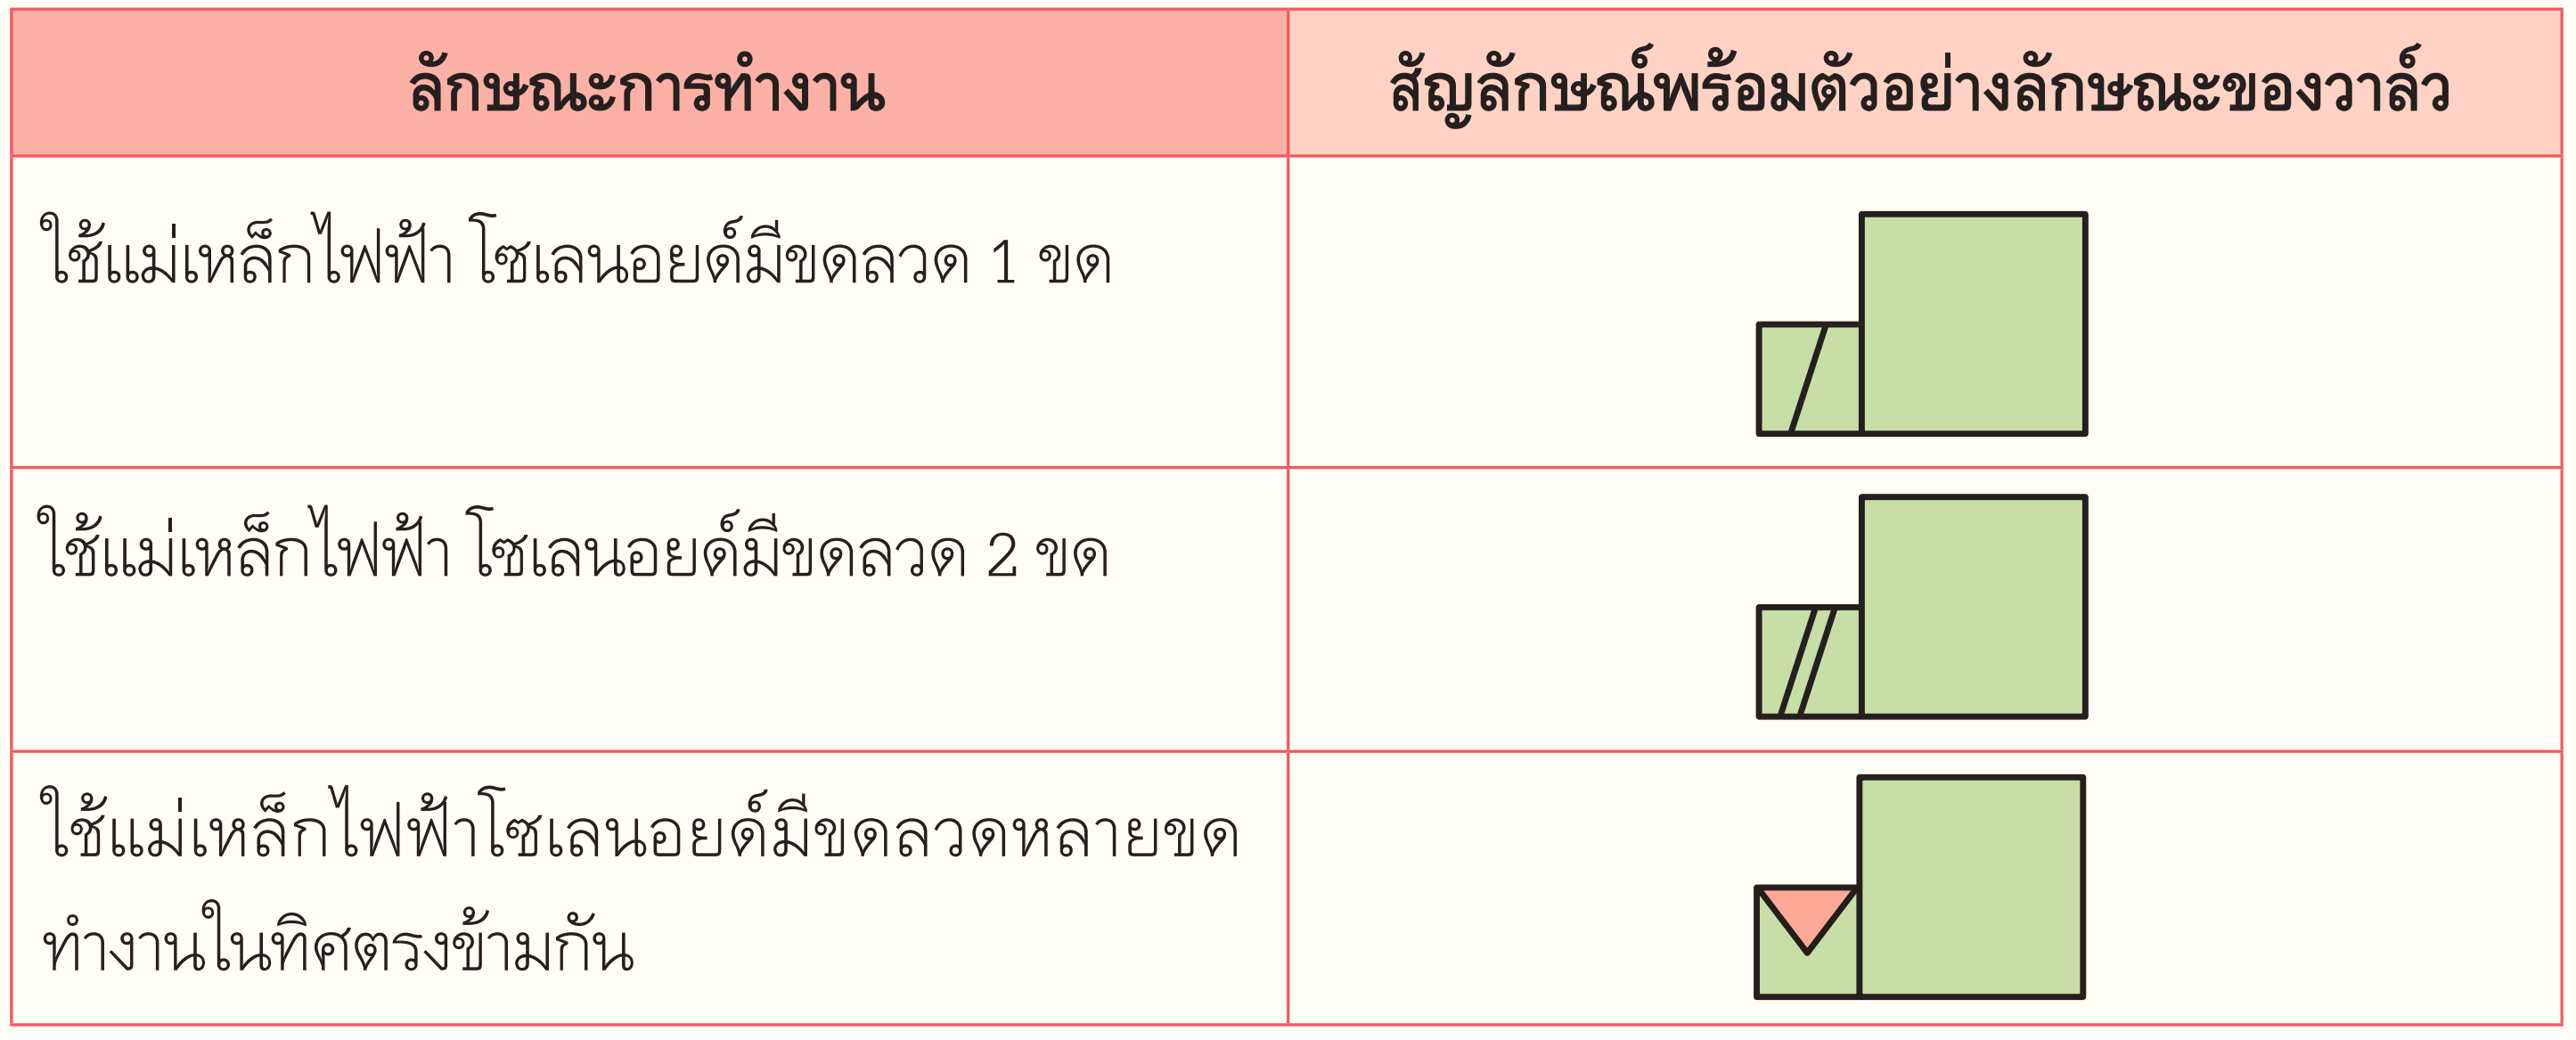 ลักษณะการทำงาน
สัญลักษณ์พร้อมตัวอย่างลักษณะของวาล์ว
ใช้แม่เหล็กไฟฟ้า โซเลนอยด์มีขดลวด 1 ขด
ใช้แม่เหล็กไฟฟ้า โซเลนอยด์มีขดลวด 2 ขด
ใช้แม่เหล็กไฟฟ้าโซเลนอยด์มีขดลวดหลายขด
ทำงานในทิศตรงข้ามกัน